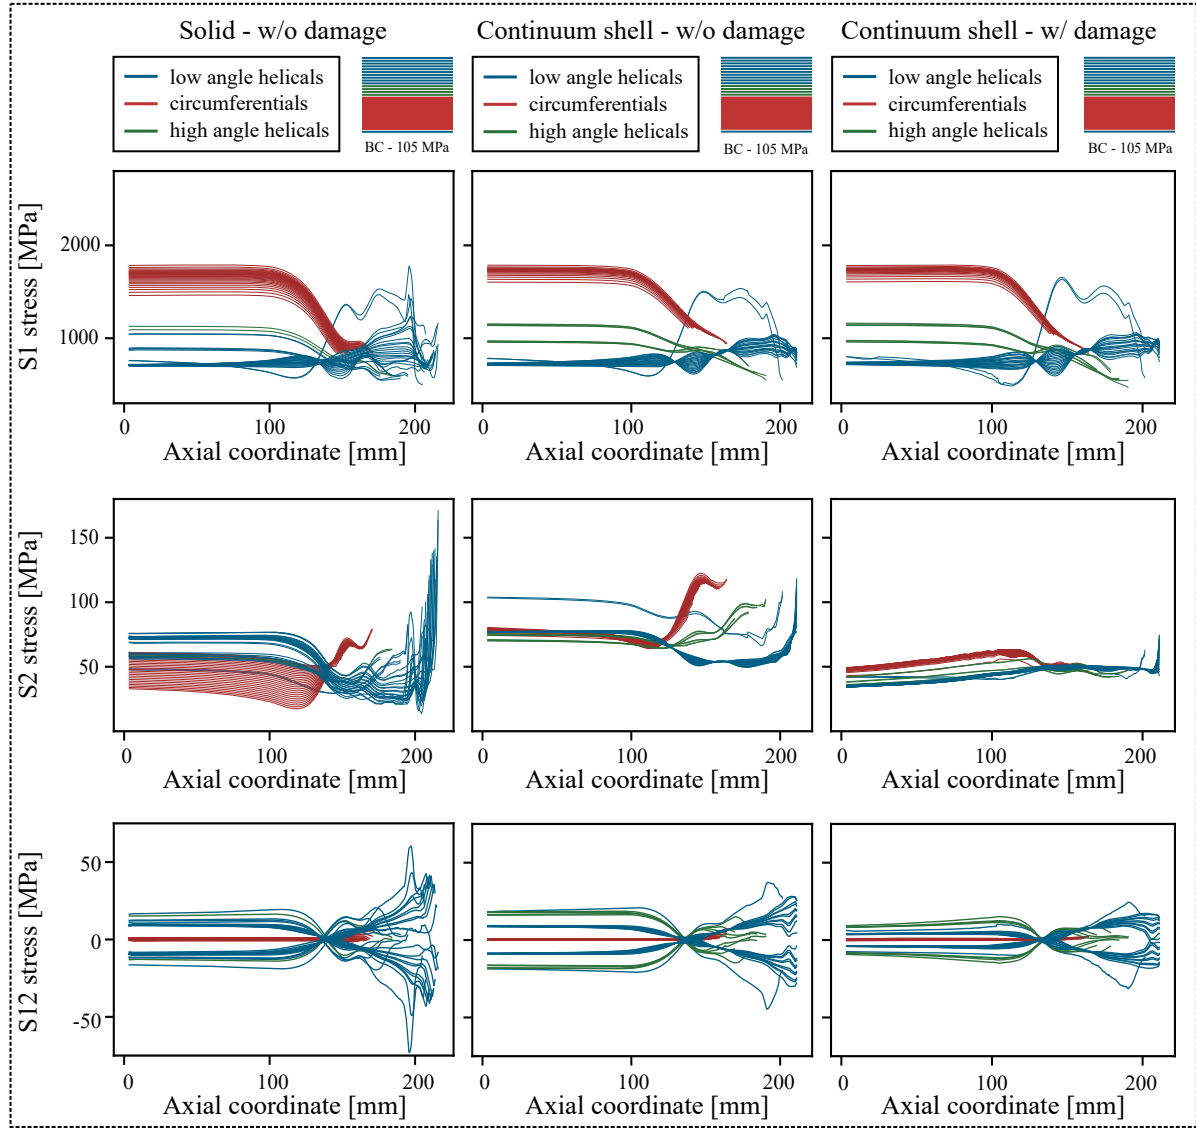 Solid - w/o damage
Continuum shell - w/o damage
Continuum shell - w/ damage
low angle helicals
circumferentials
high angle helicals
BC - 105 MPa
low angle helicals
circumferentials
high angle helicals
BC - 105 MPa
low angle helicals
circumferentials
high angle helicals
BC - 105 MPa
S1 stress [MPa]
2000
1000
0 100 200
Axial coordinate [mm]
0 100 200
Axial coordinate [mm]
0 100 200
Axial coordinate [mm]
S2 stress [MPa]
150
100
50
0 100 200
Axial coordinate [mm]
0 100 200
Axial coordinate [mm]
0 100 200
Axial coordinate [mm]
S12 stress [MPa]
50
0
-50
0 100 200
Axial coordinate [mm]
0 100 200
Axial coordinate [mm]
0 100 200
Axial coordinate [mm]